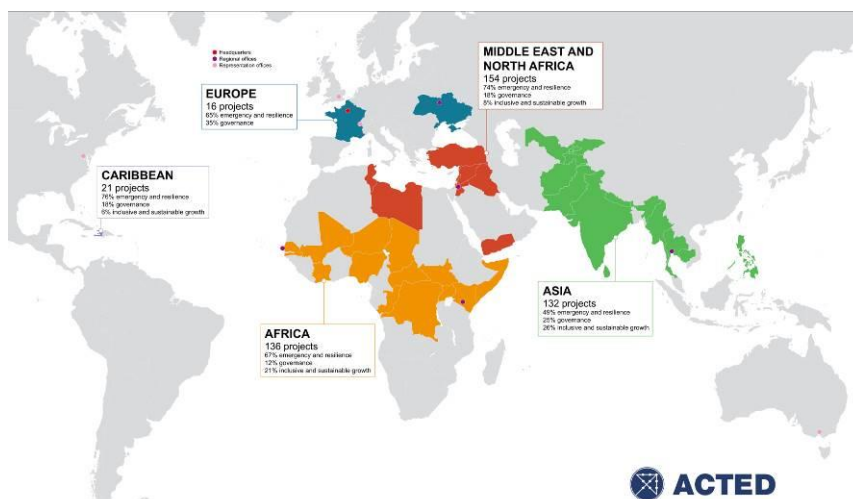 Headquarters
Regional offices
Representation offices
MIDDLE EAST AND
NORTH AFRICA
154 projects
74% emergency and resilience
18% governance
8% inclusive and sustainable growth
EUROPE
16 projects
65% emergency and resilience
35% governance
CARIBBEAN
21 projects
76% emergency and resilience
18% governance
6% inclusive and sustainable growth
ASIA
132 projects
49% emergency and resilience
25% governance
26% inclusive and sustainable growth
AFRICA
136 projects
67% emergency and resilience
12% governance
21% inclusive and sustainable growth
ACTED